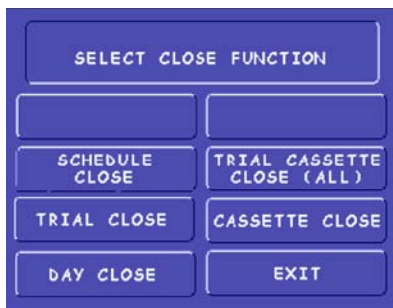 SELECT CLOSE FUNCTION
SCHEDULE
CLOSE
TRIAL CASSETTE
CLOSE (ALL)
TRIAL CLOSE
CASSETTE CLOSE
DAY CLOSE
EXIT